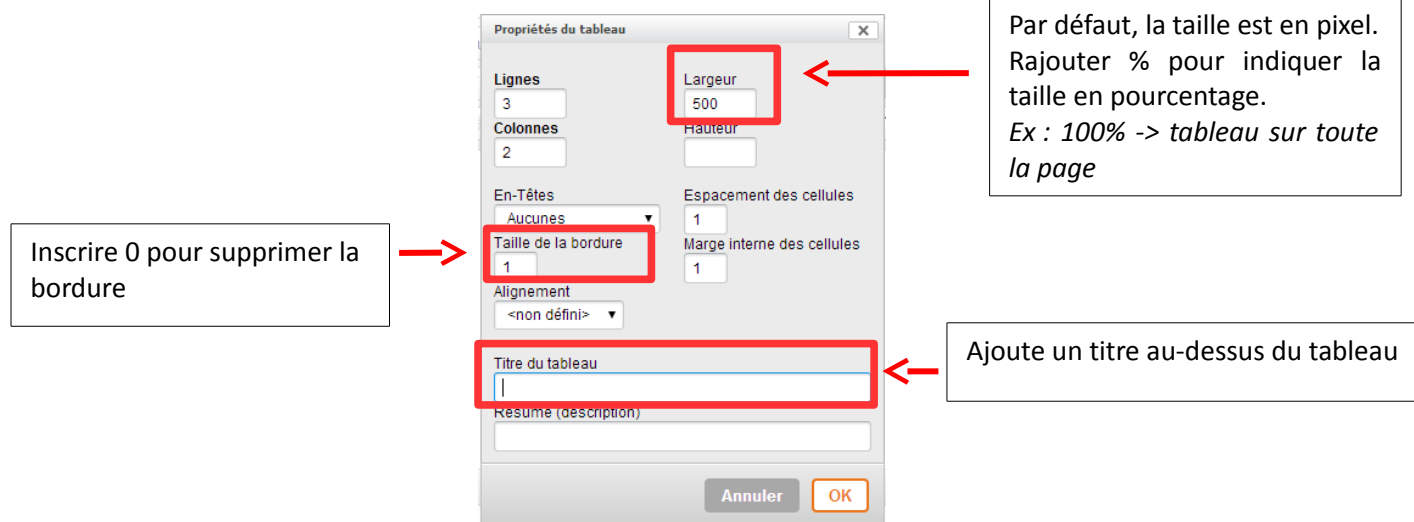 Propriétés du tableau
Par défaut, la taille est en pixel.
Rajouter % pour indiquer la
taille en pourcentage.
Ex : 100% -> tableau sur toute
la page
Lignes
Largeur
3
500
Colonnes
Hauteur
2
En-Têtes
Espacement des cellules
Aucunes
1
Inscrire 0 pour supprimer la
bordure
Taille de la bordure
Marge interne des cellules
1
1
Alignement
<non défini>
Ajoute un titre au-dessus du tableau
Titre du tableau
Résumé (description)
Annuler
OK